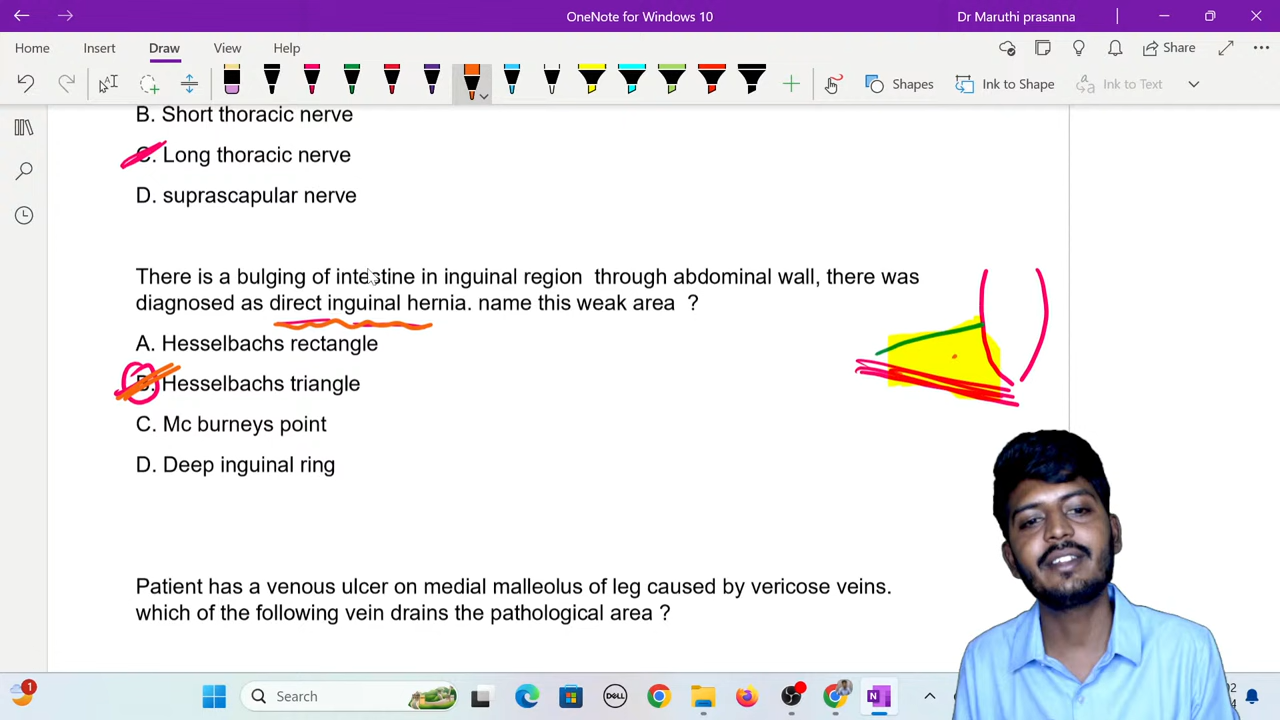 OneNote for Windows 10
Dr Maruthi prasanna
Home Insert Draw View Help
Share
Shapes
Ink to Shape
Ink to Text
B. Short thoracic nerve
C. Long thoracic nerve
D. suprascapular nerve
There is a bulging of intestine in inguinal region through abdominal wall, there was
diagnosed as direct inguinal hernia. name this weak area ?
A. Hesselbachs rectangle
B. Hesselbachs triangle
C. Mc burneys point
D. Deep inguinal ring
Patient has a venous ulcer on medial malleolus of leg caused by vericose veins.
which of the following vein drains the pathological area ?
1
Search
DELL